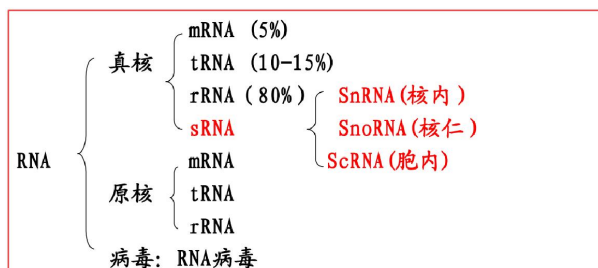 mRNA (5%)
真核 tRNA (10-15%)
rRNA (80%) SnRNA(核内)
sRNA SnoRNA(核仁)
RNA mRNA ScRNA(胞内)
原核 tRNA
rRNA
病毒: RNA病毒